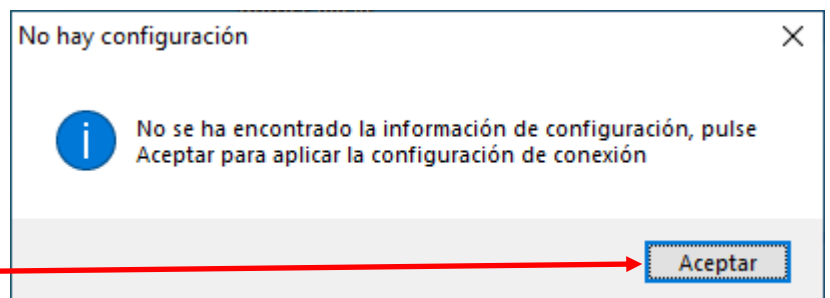 No hay configuración
No se ha encontrado la información de configuración, pulse
Aceptar para aplicar la configuración de conexión
Aceptar